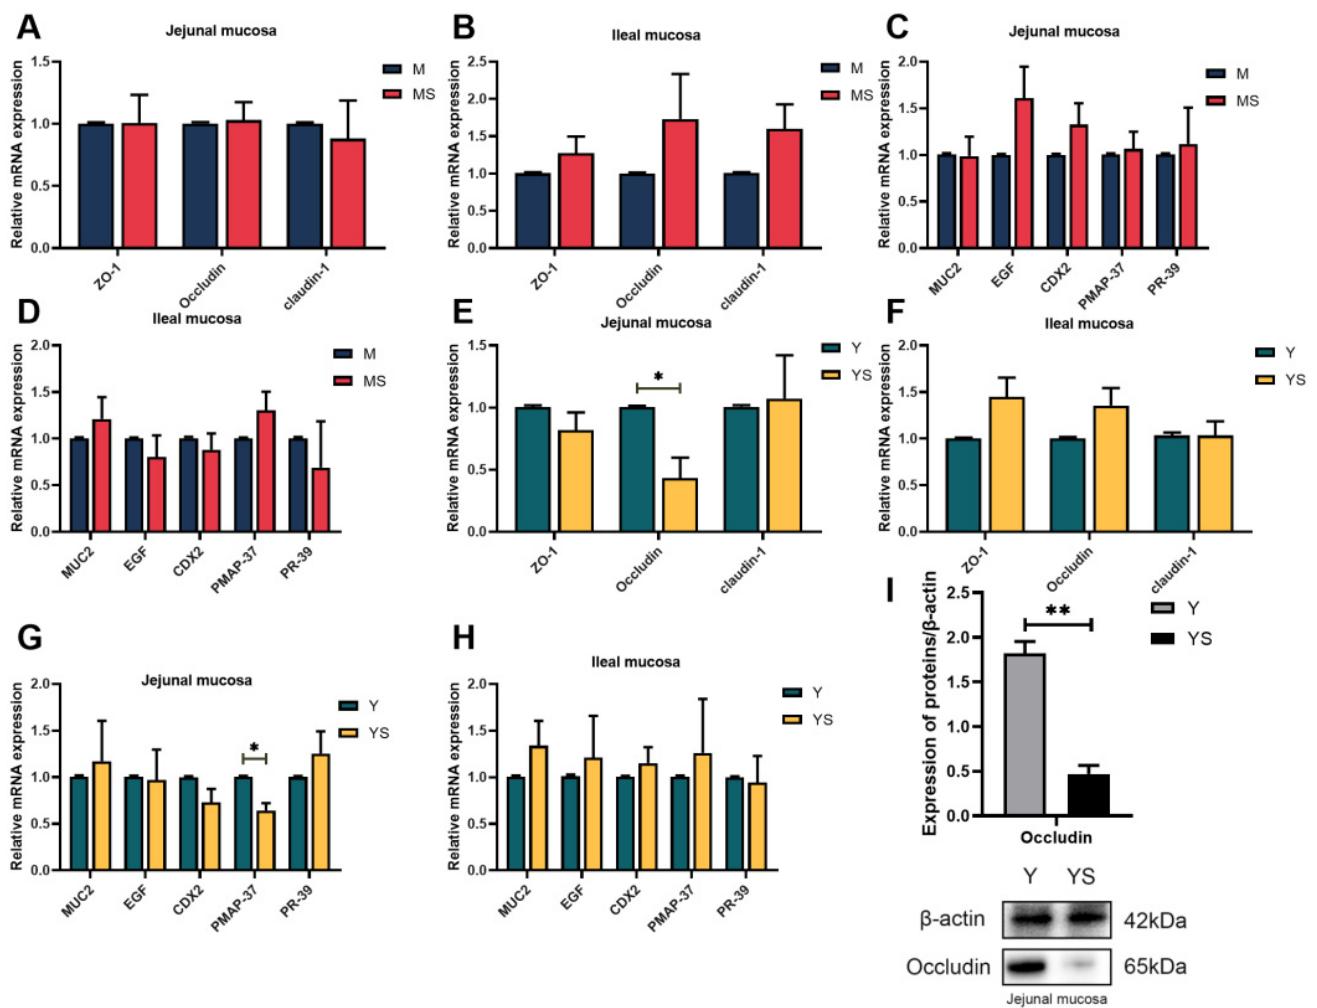 A
Jejunal mucosa
Relative mRNA expression
1.5
1.0
0.5
0.0
ZO-1
Occludin
claudin-1
M
MS
B
Ileal mucosa
Relative mRNA expression
2.5
2.0
1.5
1.0
0.5
0.0
ZO-1
Occludin
claudin-1
M
MS
C
Jejunal mucosa
Relative mRNA expression
2.0
1.5
1.0
0.5
0.0
MUC2
EGF
CDX2
PMAP-37
PR-39
M
MS
D
Ileal mucosa
Relative mRNA expression
2.0
1.5
1.0
0.5
0.0
MUC2
EGF
CDX2
PMAP-37
PR-39
M
MS
E
Jejunal mucosa
Relative mRNA expression
1.5
1.0
0.5
0.0
*
ZO-1
Occludin
claudin-1
Y
YS
F
Ileal mucosa
Relative mRNA expression
2.0
1.5
1.0
0.5
0.0
ZO-1
Occludin
claudin-1
Y
YS
G
Jejunal mucosa
Relative mRNA expression
2.0
1.5
1.0
0.5
0.0
*
MUC2
EGF
CDX2
PMAP-37
PR-39
Y
YS
H
Ileal mucosa
Relative mRNA expression
2.0
1.5
1.0
0.5
0.0
MUC2
EGF
CDX2
PMAP-37
PR-39
Y
YS
I
Expression of proteins/β-actin
2.5
2.0
1.5
1.0
0.5
0.0
**
Occludin
Y
YS
Y YS
β-actin 42kDa
Occludin 65kDa
Jejunal mucosa